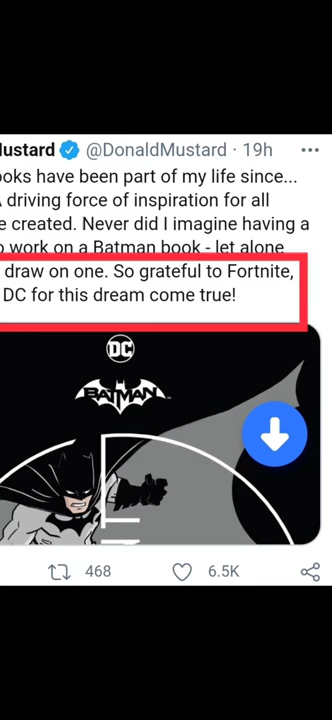 Mustard @DonaldMustard · 19h
ooks have been part of my life since...
A driving force of inspiration for all
e created. Never did I imagine having a
o work on a Batman book - let alone
draw on one. So grateful to Fortnite,
DC for this dream come true!
DC
BATMAN
468 6.5K